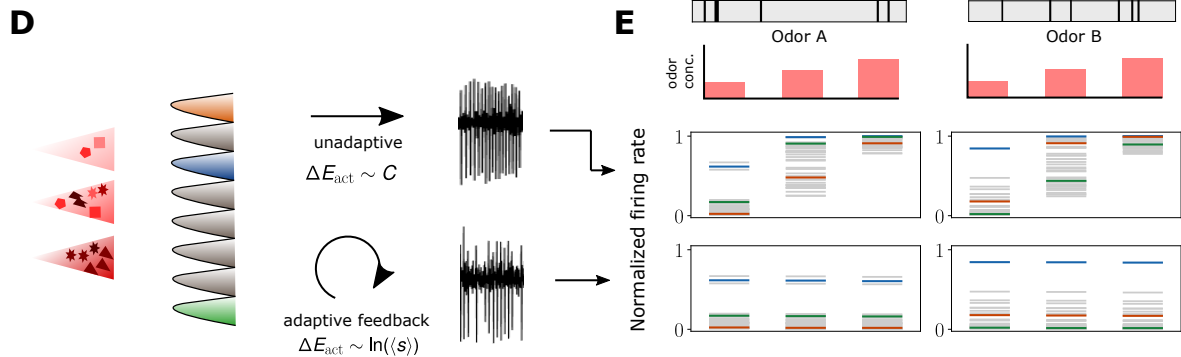 D
unadaptive
ΔE_act ∼ C
adaptive feedback
ΔE_act ∼ ln(⟨s⟩)
E
Odor A
Odor B
odor
conc.
Normalized firing rate
1
0
1
0
1
0
1
0